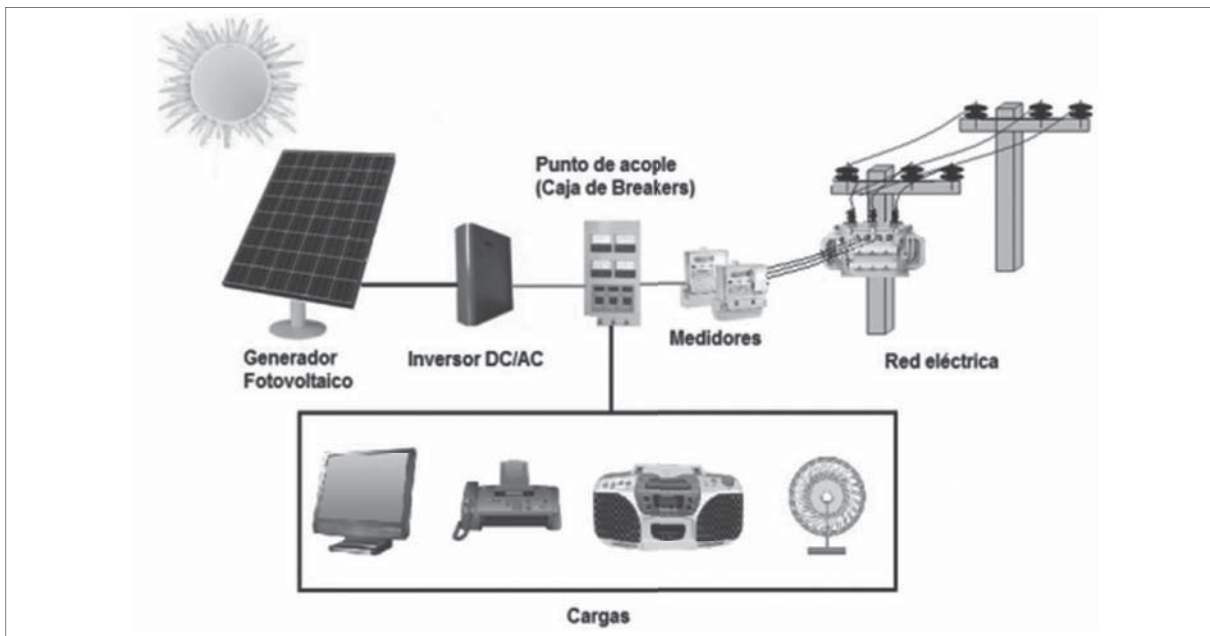 Punto de acople
(Caja de Breakers)
Generador
Fotovoltaico
Inversor DC/AC
Medidores
Red eléctrica
Cargas